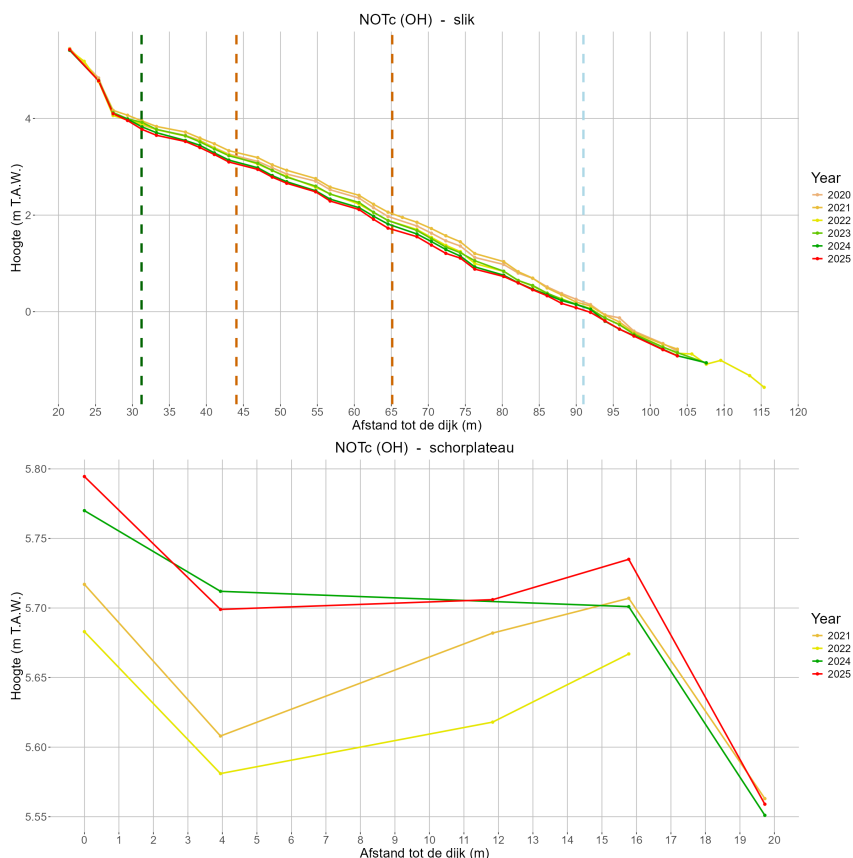 NOTc (OH) - slik
Hoogte (m T.A.W.)
4
2
0
20 25 30 35 40 45 50 55 60 65 70 75 80 85 90 95 100 105 110 115 120
Afstand tot de dijk (m)
Year
2020
2021
2022
2023
2024
2025
NOTc (OH) - schorplateau
Hoogte (m T.A.W.)
5.80
5.75
5.70
5.65
5.60
5.55
0 1 2 3 4 5 6 7 8 9 10 11 12 13 14 15 16 17 18 19 20
Afstand tot de dijk (m)
Year
2021
2022
2024
2025